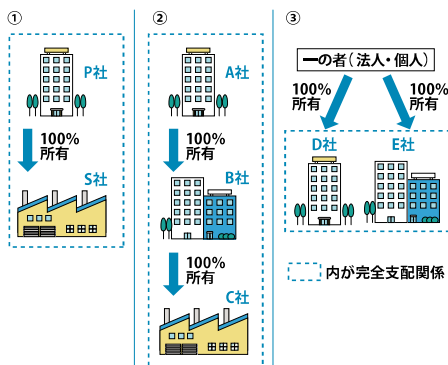 ①
P社
100%
所有
S社
②
A社
100%
所有
B社
100%
所有
C社
③
一の者(法人・個人)
100%
所有
100%
所有
D社
E社
内が完全支配関係